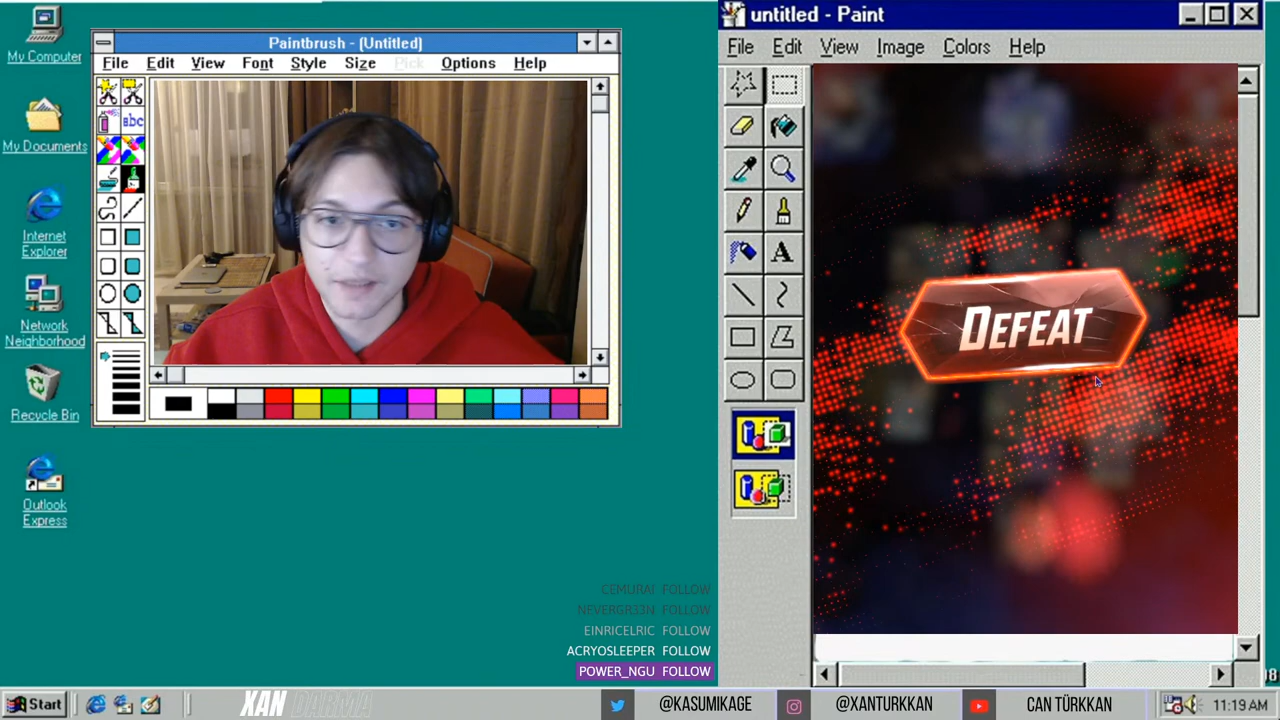 My Computer
My Documents
Internet
Explorer
Network
Neighborhood
Recycle Bin
Outlook
Express
Paintbrush - (Untitled)
File Edit View Font Style Size Pick Options Help
abc
untitled - Paint
File Edit View Image Colors Help
A
DEFEAT
CEMURAI FOLLOW
NEVERGR33N FOLLOW
EINRICELRIC FOLLOW
ACRYOSLEEPER FOLLOW
POWER_NGU FOLLOW
Start
XAN DARMA
@KASUMIKAGE
@XANTURKKAN
CAN TÜRKKAN
11:19 AM